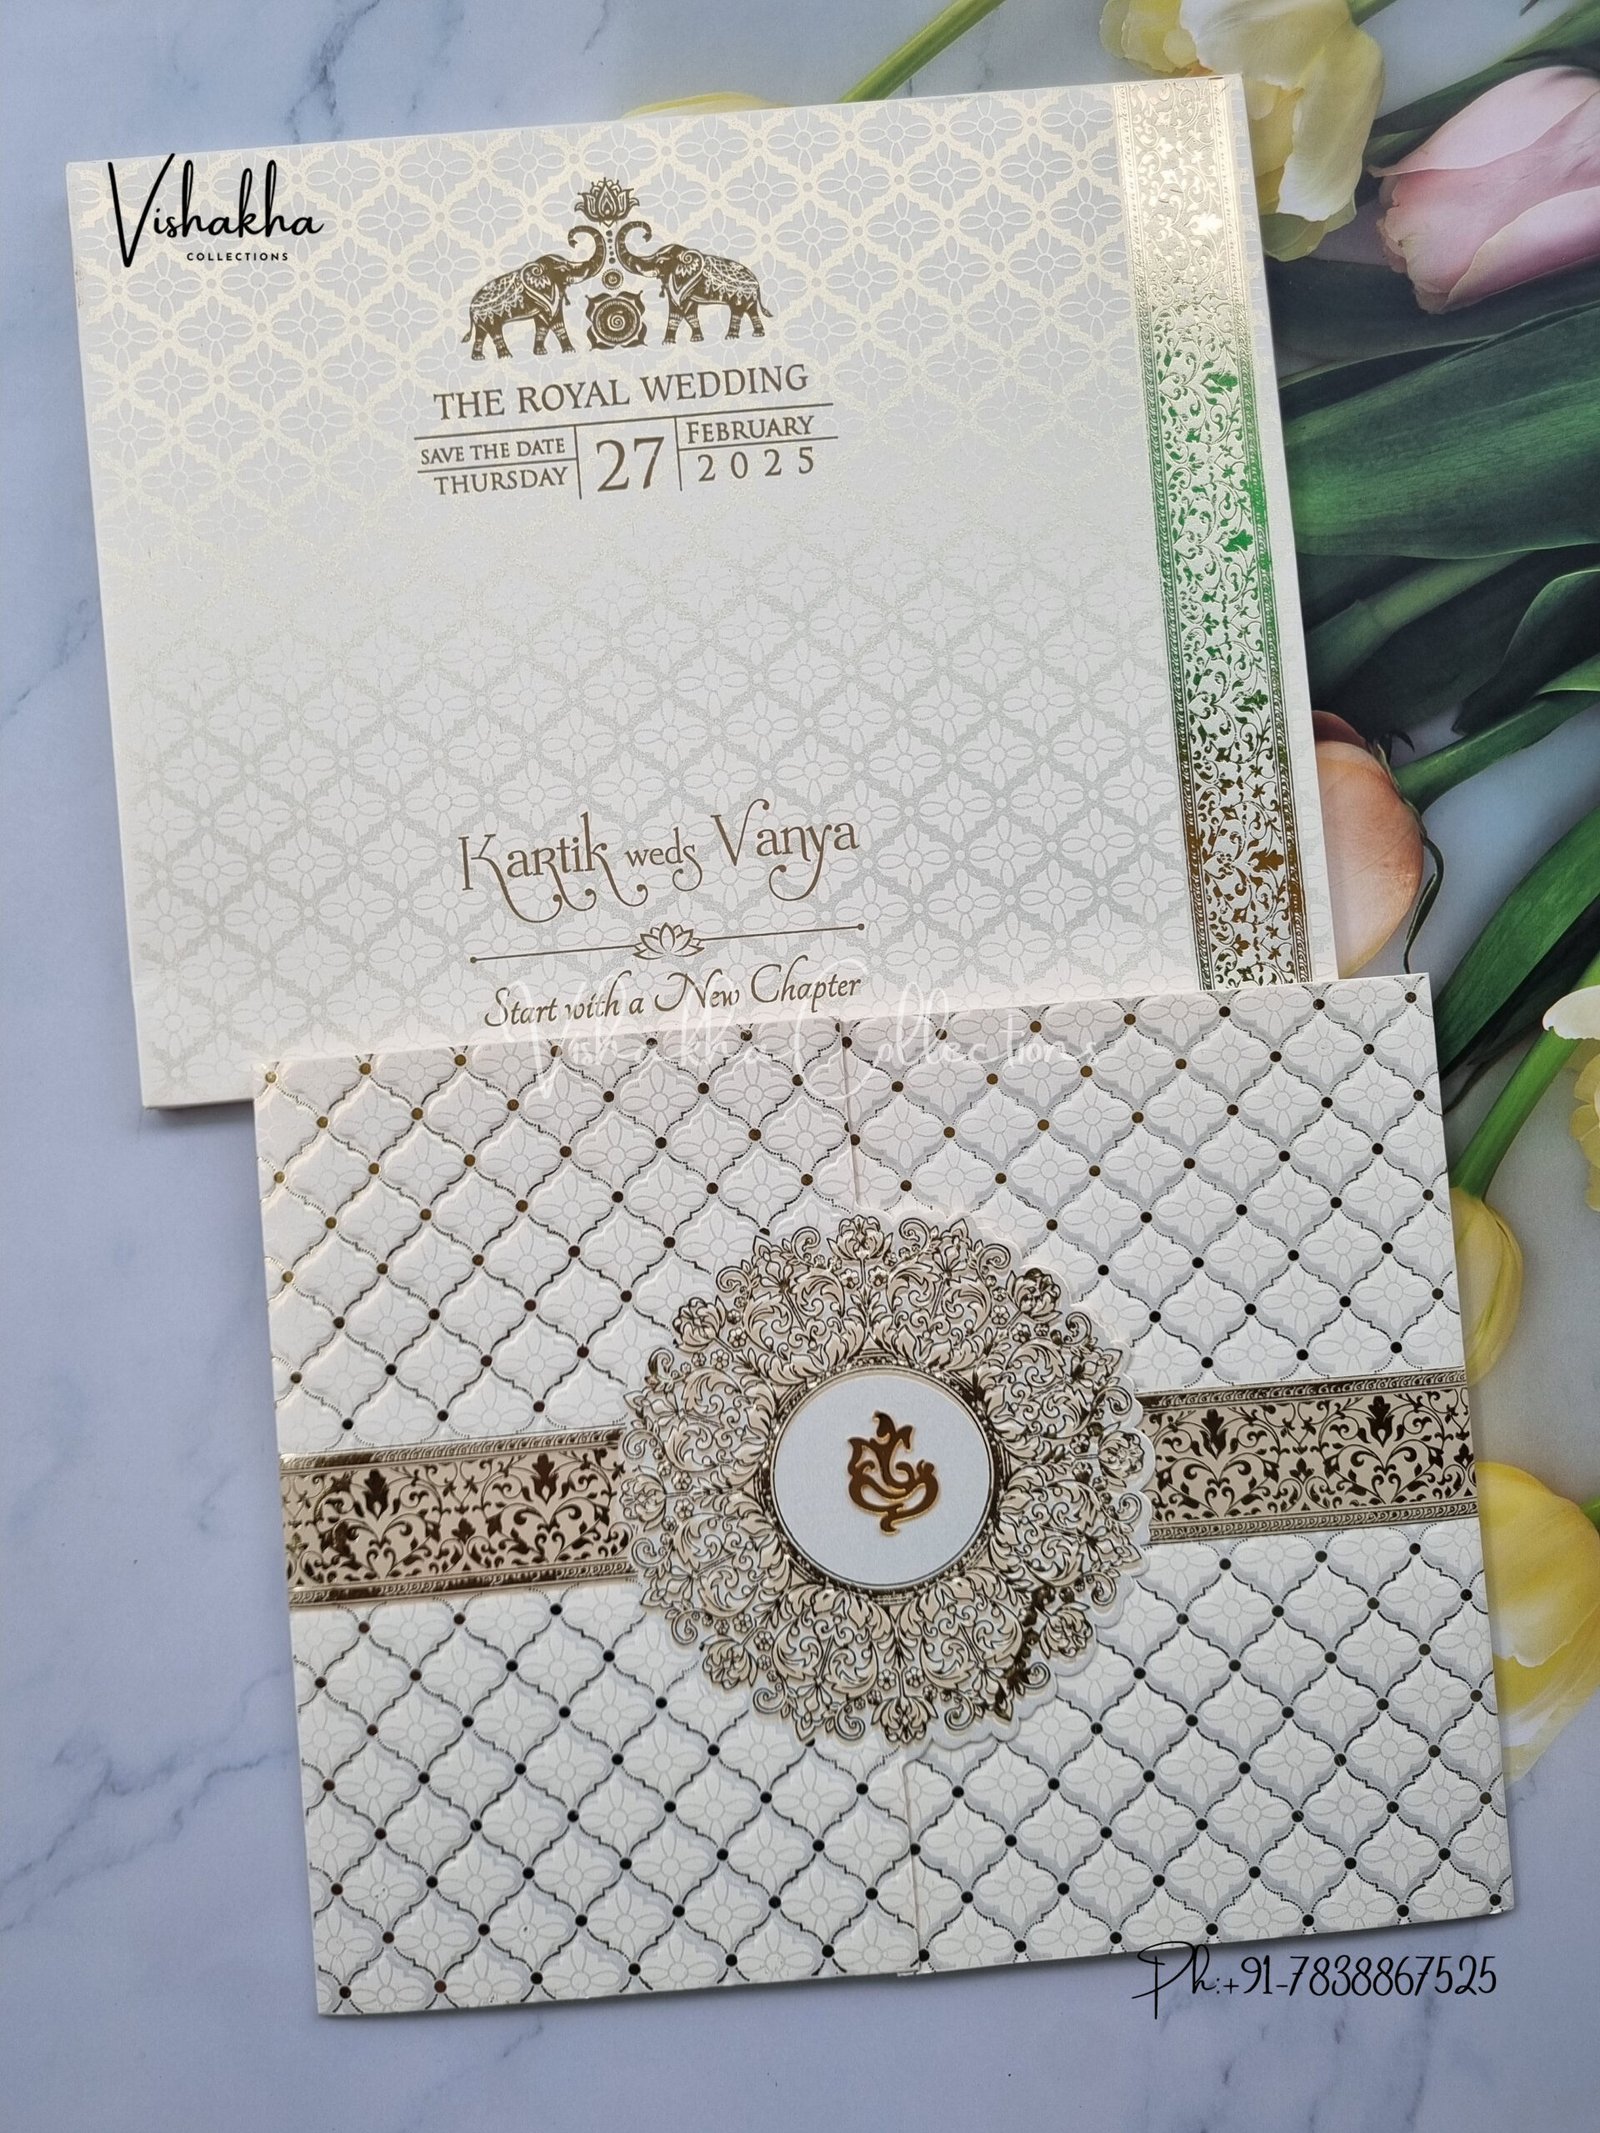 Vishakha
COLLECTIONS
THE ROYAL WEDDING
SAVE THE DATE
THURSDAY
27
FEBRUARY
2025
Kartik weds Vanya
Start with a New Chapter
Vishakha Collections
Ph:+91-7838867525